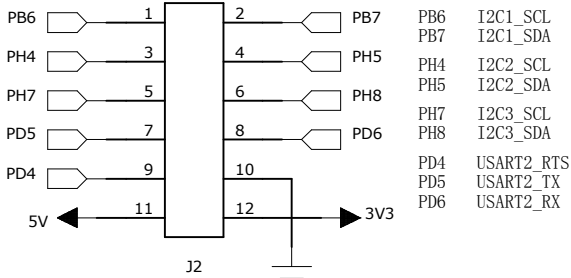 PB6 1 2 PB7
PH4 3 4 PH5
PH7 5 6 PH8
PD5 7 8 PD6
PD4 9 10
5V 11 12 3V3
J2
PB6 I2C1_SCL
PB7 I2C1_SDA
PH4 I2C2_SCL
PH5 I2C2_SDA
PH7 I2C3_SCL
PH8 I2C3_SDA
PD4 USART2_RTS
PD5 USART2_TX
PD6 USART2_RX